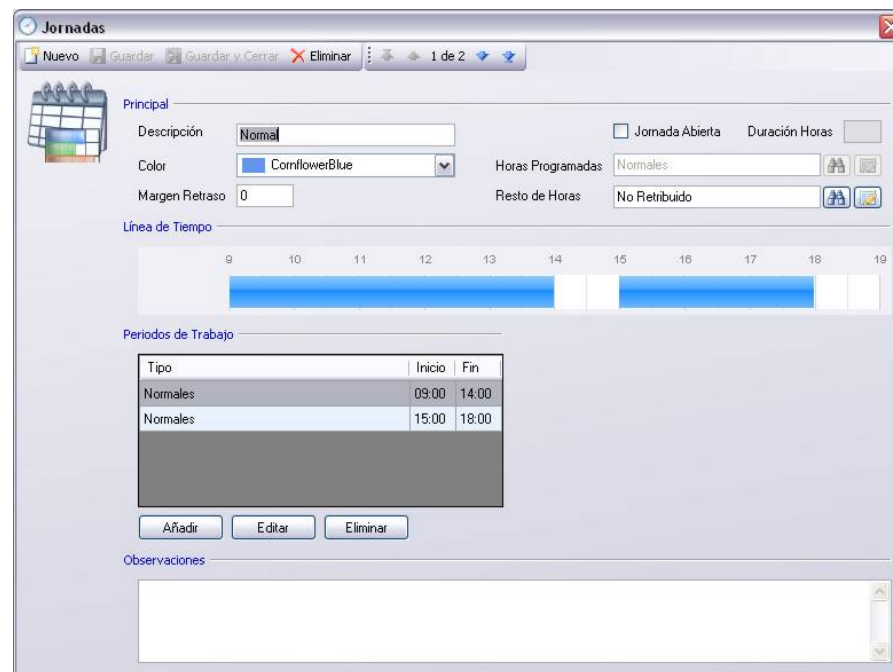 Jornadas
Nuevo Guardar Guardar y Cerrar Eliminar 1 de 2
Principal
Descripción Normal Jornada Abierta Duración Horas
Color CornflowerBlue Horas Programadas Normales
Margen Retraso 0 Resto de Horas No Retribuido
Línea de Tiempo
9 10 11 12 13 14 15 16 17 18 19
Periodos de Trabajo
Tipo Inicio Fin
Normales 09:00 14:00
Normales 15:00 18:00
Añadir Editar Eliminar
Observaciones